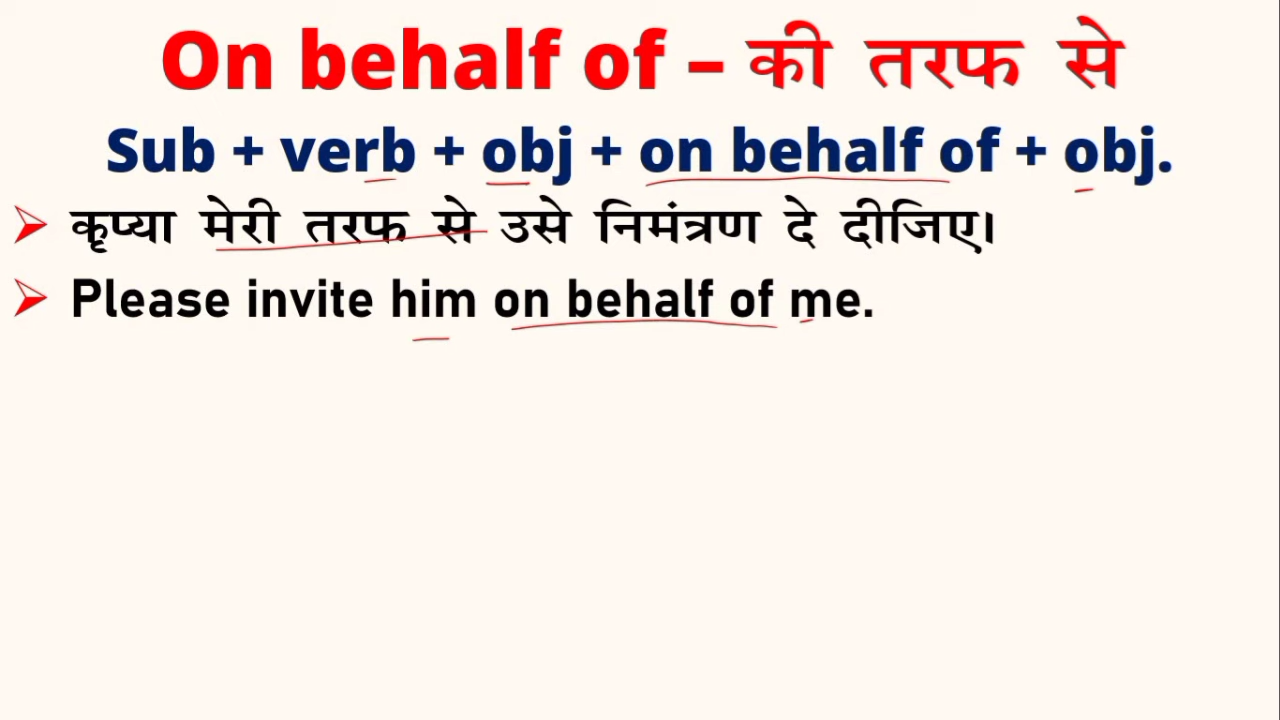 On behalf of – की तरफ से
Sub + verb + obj + on behalf of + obj.
कृप्या मेरी तरफ से उसे निमंत्रण दे दीजिए।
Please invite him on behalf of me.